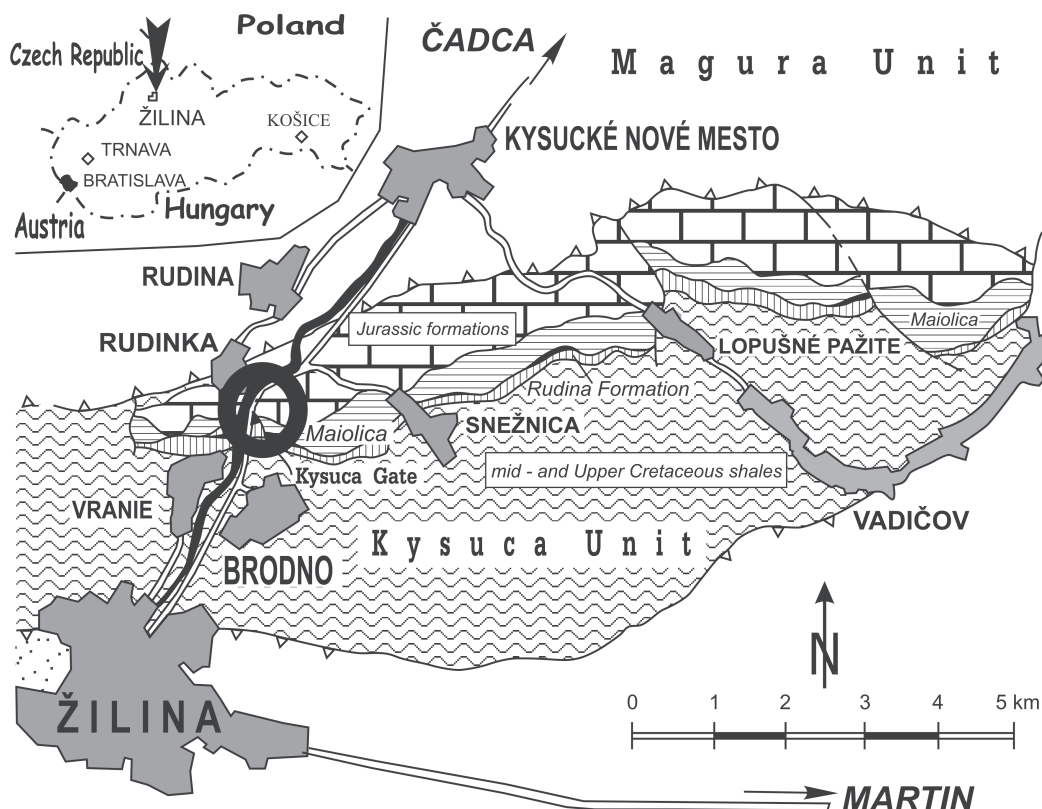 Poland
Czech Republic
ŽILINA
KOŠICE
TRNAVA
BRATISLAVA
Austria
Hungary
ČADCA
Magura Unit
KYSUCKÉ NOVÉ MESTO
RUDINA
RUDINKA
Jurassic formations
Maiolica
LOPUŠNÉ PAŽITE
Rudina Formation
SNEŽNICA
Maiolica
mid - and Upper Cretaceous shales
Kysuca Gate
VRANIE
VADIČOV
Kysuca Unit
BRODNO
N
ŽILINA
0 1 2 3 4 5 km
MARTIN